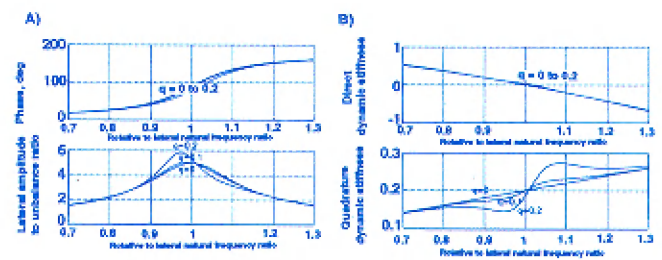 A)
Phase, deg
200
100
0
q = 0 to 0.2
0.7 0.8 0.9 1 1.1 1.2 1.3
Relative to lateral natural frequency ratio
Lateral amplitude
to unbalance ratio
6
4
2
0
0.7 0.8 0.9 1 1.1 1.2 1.3
Relative to lateral natural frequency ratio
B)
Direct
dynamic stiffness
1
0
-1
q = 0 to 0.2
0.7 0.8 0.9 1 1.1 1.2 1.3
Relative to lateral natural frequency ratio
Quadrature
dynamic stiffness
0.3
0.2
0.1
q=0.2
0.7 0.8 0.9 1 1.1 1.2 1.3
Relative to lateral natural frequency ratio